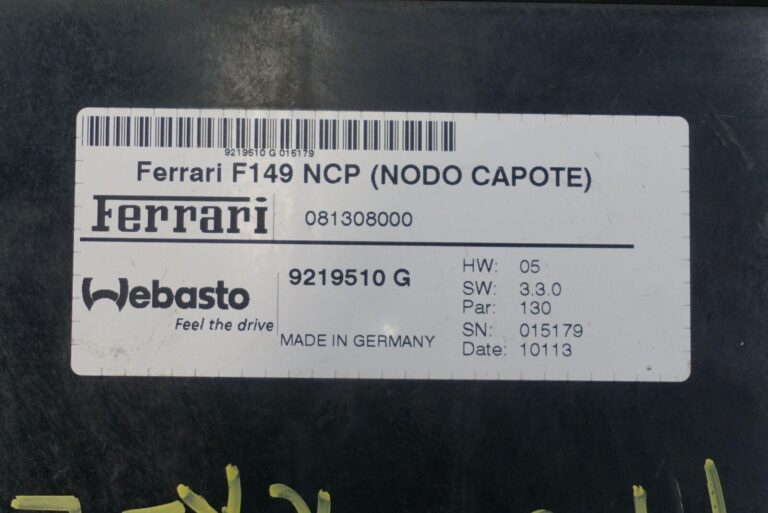 9219510 G 015179
Ferrari F149 NCP (NODO CAPOTE)
Ferrari 081308000
Webasto
Feel the drive
9219510 G
MADE IN GERMANY
HW: 05
SW: 3.3.0
Par: 130
SN: 015179
Date: 10113